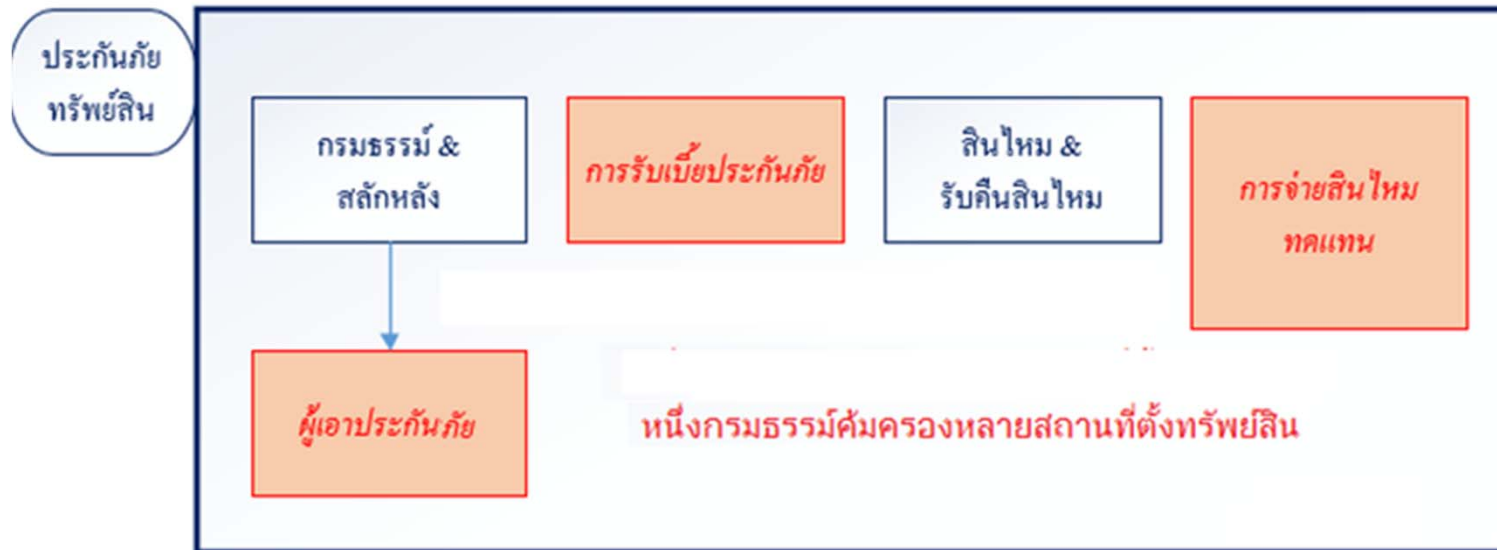 ประกันภัย
ทรัพย์สิน
กรมธรรม์ &
สลักหลัง
การรับเบี้ยประกันภัย
สินไหม &
รับคืนสินไหม
การจ่ายสินไหม
ทดแทน
ผู้เอาประกันภัย
หนึ่งกรมธรรม์คุ้มครองหลายสถานที่ตั้งทรัพย์สิน